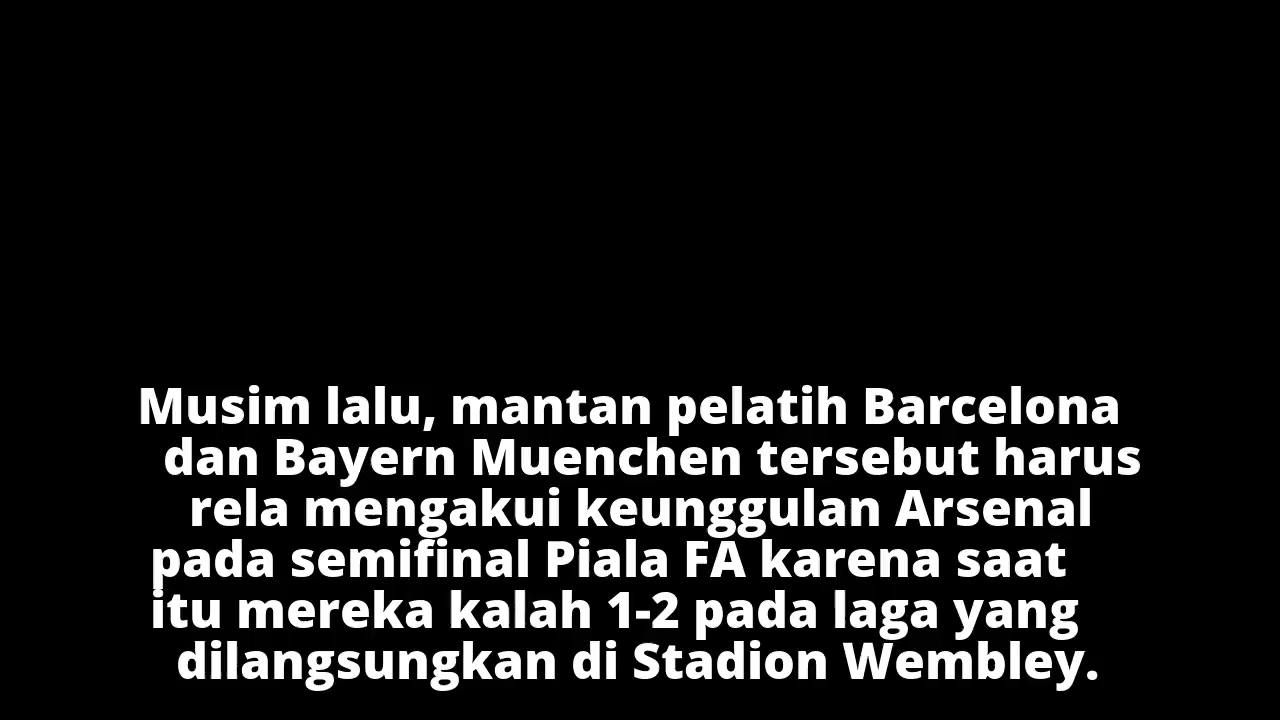 Musim lalu, mantan pelatih Barcelona
dan Bayern Muenchen tersebut harus
rela mengakui keunggulan Arsenal
pada semifinal Piala FA karena saat
itu mereka kalah 1-2 pada laga yang
dilangsungkan di Stadion Wembley.